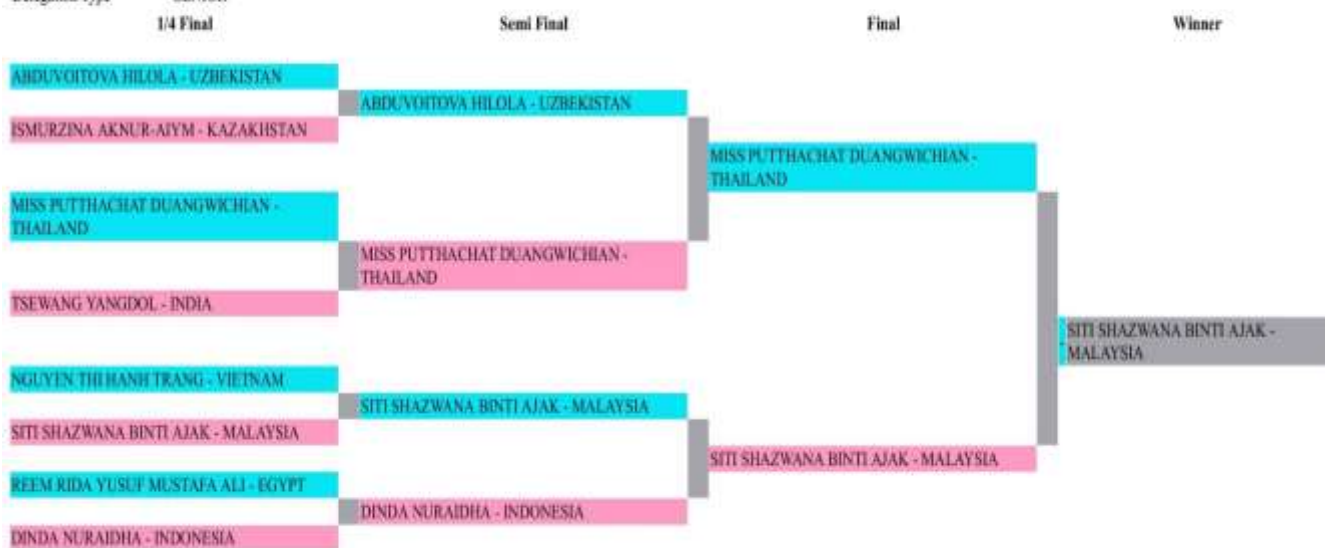 1/4 Final
Semi Final
Final
Winner
ABDUVOITOVA HILOLA - UZBEKISTAN
ISMURZINA AKNUR-AIYM - KAZAKHSTAN
MISS PUTTHACHAT DUANGWICHIAN -
THAILAND
TSEWANG YANGDOL - INDIA
NGUYEN THI HANH TRANG - VIETNAM
SITI SHAZWANA BINTI AJAK - MALAYSIA
REEM RIDA YUSUF MUSTAFA ALI - EGYPT
DINDA NURAIDHA - INDONESIA
ABDUVOITOVA HILOLA - UZBEKISTAN
MISS PUTTHACHAT DUANGWICHIAN -
THAILAND
SITI SHAZWANA BINTI AJAK - MALAYSIA
DINDA NURAIDHA - INDONESIA
MISS PUTTHACHAT DUANGWICHIAN -
THAILAND
SITI SHAZWANA BINTI AJAK - MALAYSIA
SITI SHAZWANA BINTI AJAK -
MALAYSIA